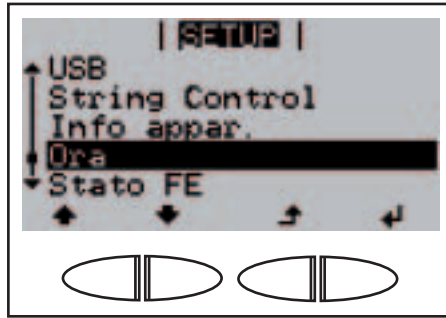 SETUP
USB
String Control
Info appar.
Ora
Stato FE